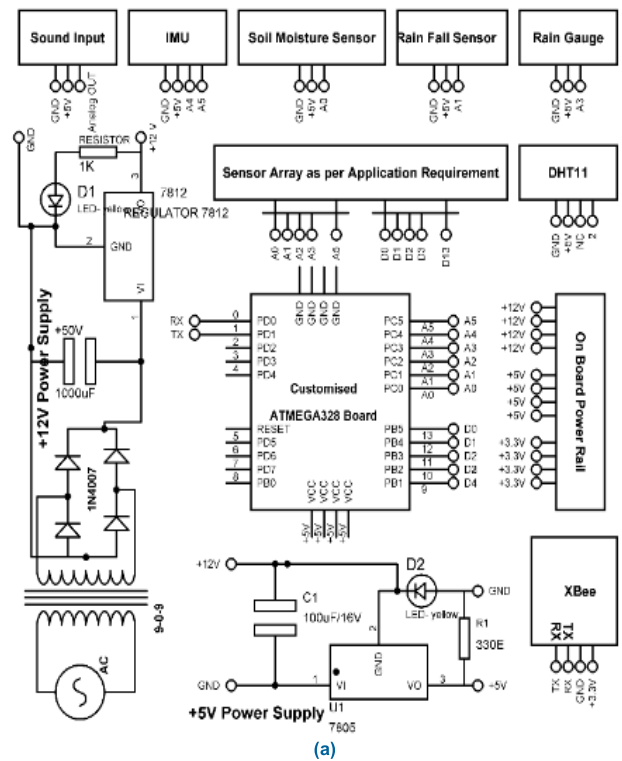 Sound Input
IMU
Soil Moisture Sensor
Rain Fall Sensor
Rain Gauge
GND
+5V
Analog OUT
GND
+5V
A4
A5
GND
+5V
A0
GND
+5V
A1
GND
+5V
A3
GND
RESISTOR
1K
+12 V
3
D1
LED- yellow
7812
REGULATOR 7812
2
GND
VI
1
+12V Power Supply
+50V
1000uF
1N4007
9-0-9
AC
Sensor Array as per Application Requirement
A0
A1
A2
A3
A5
D0
D1
D2
D3
D13
DHT11
GND
+5V
NC
2
GND
GND
GND
GND
RX
0
PD0
TX
1
PD1
2
PD2
3
PD3
4
PD4
RESET
5
PD5
6
PD6
7
PD7
8
PB0
PC5
A5
A5
PC4
A4
A4
PC3
A3
A3
PC2
A2
A2
PC1
A1
A1
PC0
A0
A0
Customised
ATMEGA328 Board
PB5
13
D0
PB4
12
D1
PB3
11
D2
PB2
10
PB1
9
D4
VCC
VCC
VCC
VCC
+5V
+5V
+5V
+5V
+12V
+12V
+12V
+12V
+5V
+5V
+5V
+5V
+3.3V
+3.3V
+3.3V
+3.3V
On Board Power Rail
+12V
C1
100uF/16V
GND
+5V Power Supply
D2
LED- yellow
GND
R1
330E
2
GND
1
VI
VO
3
+5V
U1
7805
XBee
RX
TX
TX
RX
GND
+3.3V
(a)